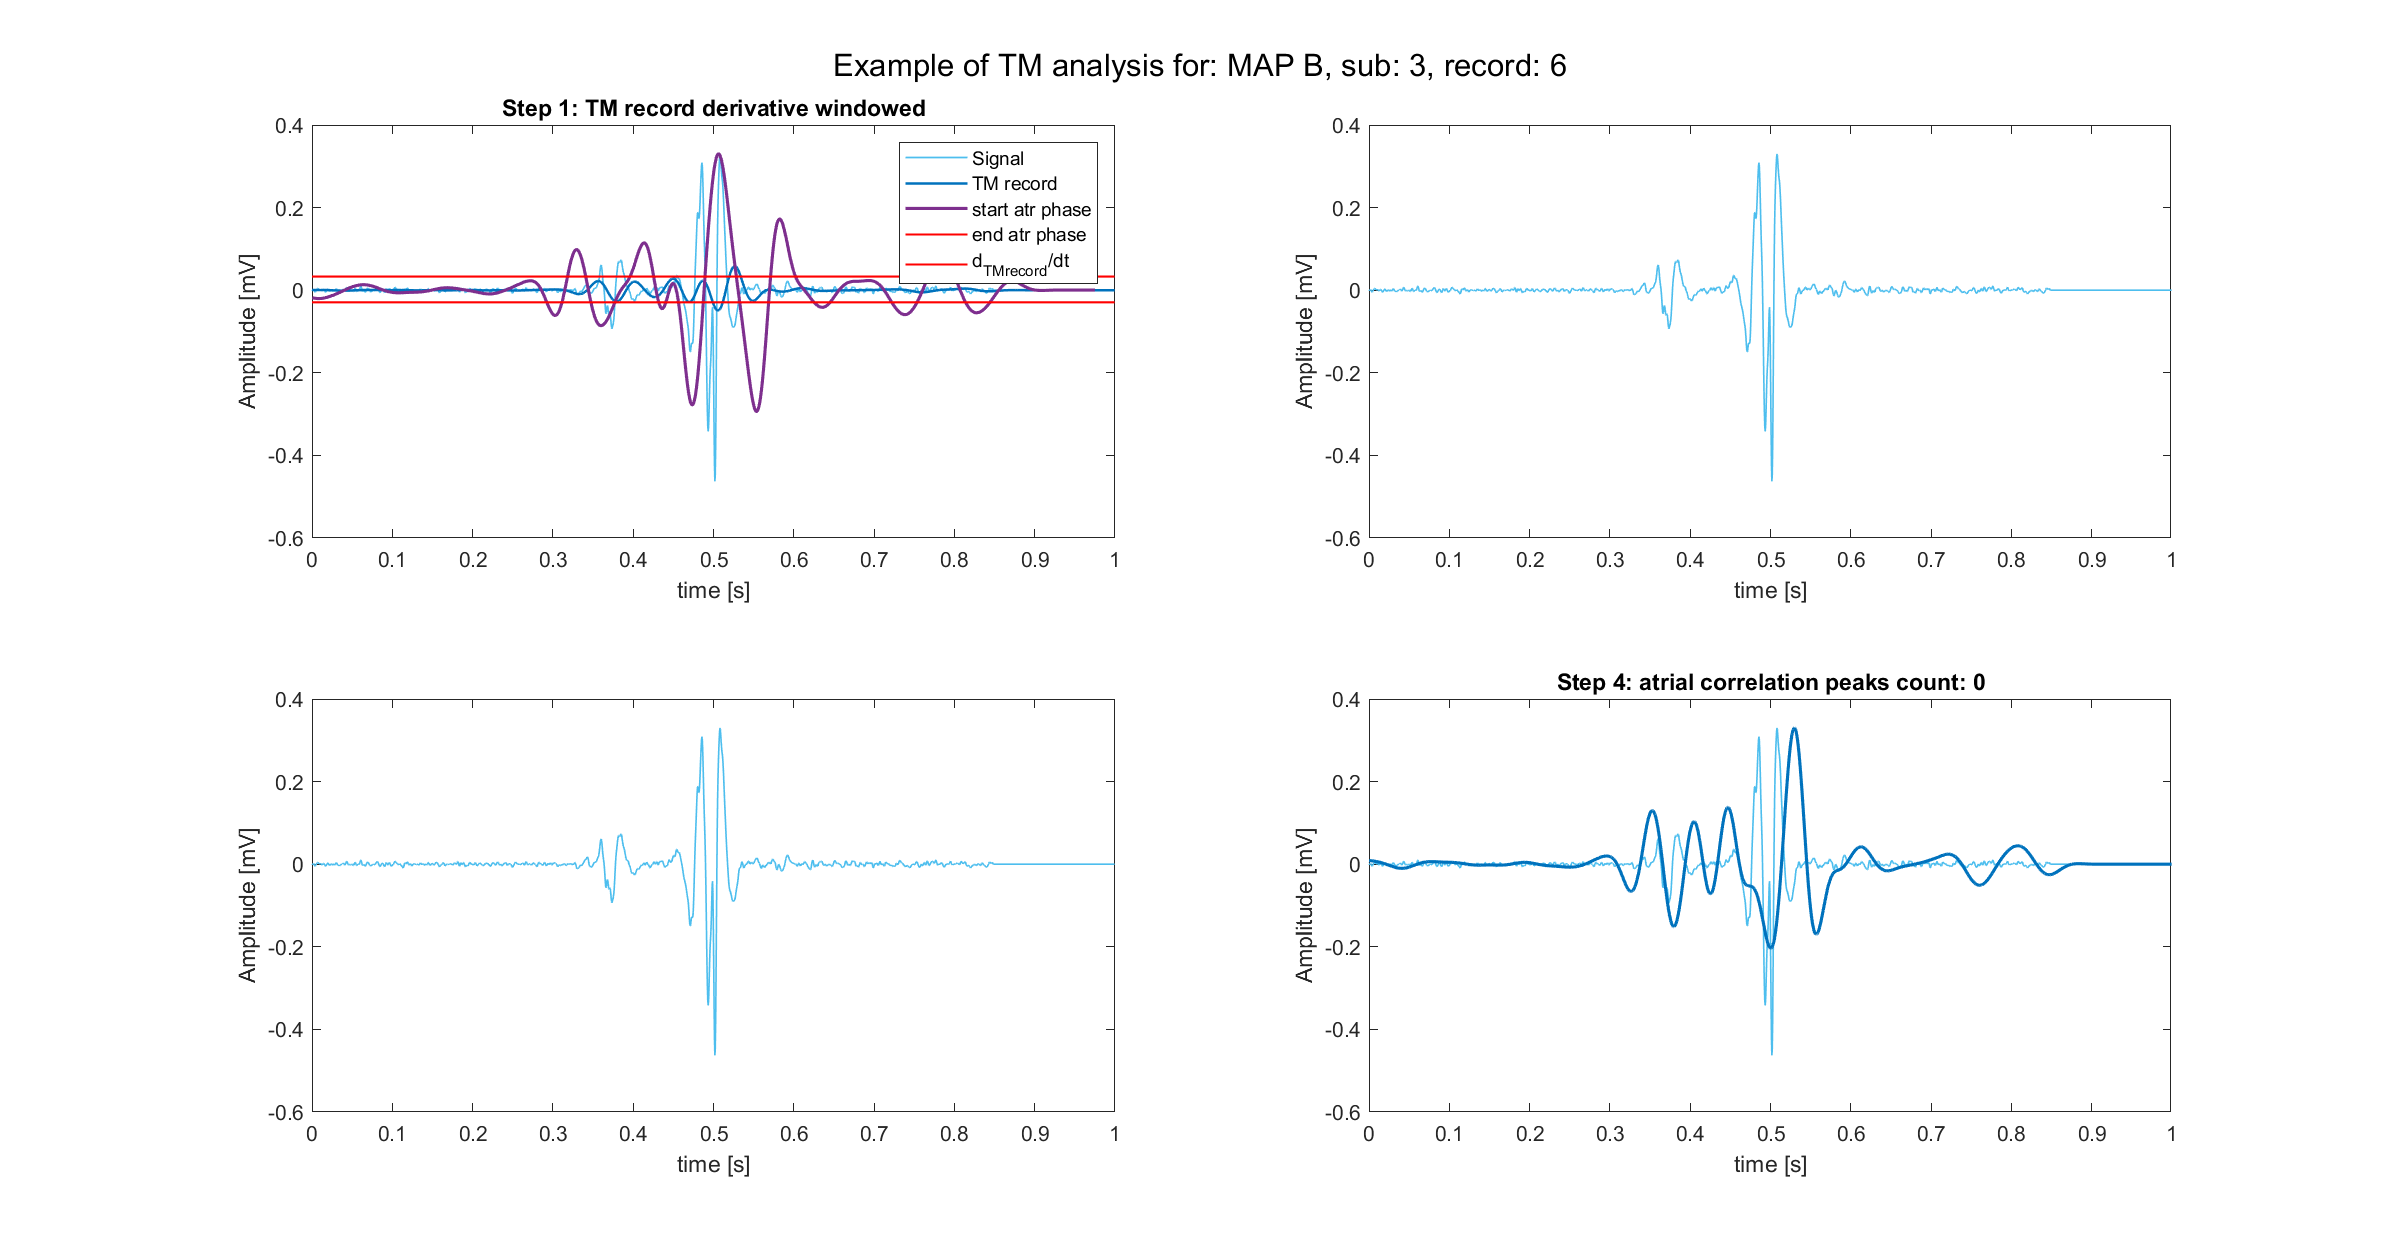 Example of TM analysis for: MAP B, sub: 3, record: 6
Step 1: TM record derivative windowed
Signal
TM record
start atr phase
end atr phase
d_TMrecord/dt
Amplitude [mV]
0.4
0.2
0
-0.2
-0.4
-0.6
0 0.1 0.2 0.3 0.4 0.5 0.6 0.7 0.8 0.9 1
time [s]
Amplitude [mV]
0.4
0.2
0
-0.2
-0.4
-0.6
0 0.1 0.2 0.3 0.4 0.5 0.6 0.7 0.8 0.9 1
time [s]
Amplitude [mV]
0.4
0.2
0
-0.2
-0.4
-0.6
0 0.1 0.2 0.3 0.4 0.5 0.6 0.7 0.8 0.9 1
time [s]
Step 4: atrial correlation peaks count: 0
Amplitude [mV]
0.4
0.2
0
-0.2
-0.4
-0.6
0 0.1 0.2 0.3 0.4 0.5 0.6 0.7 0.8 0.9 1
time [s]